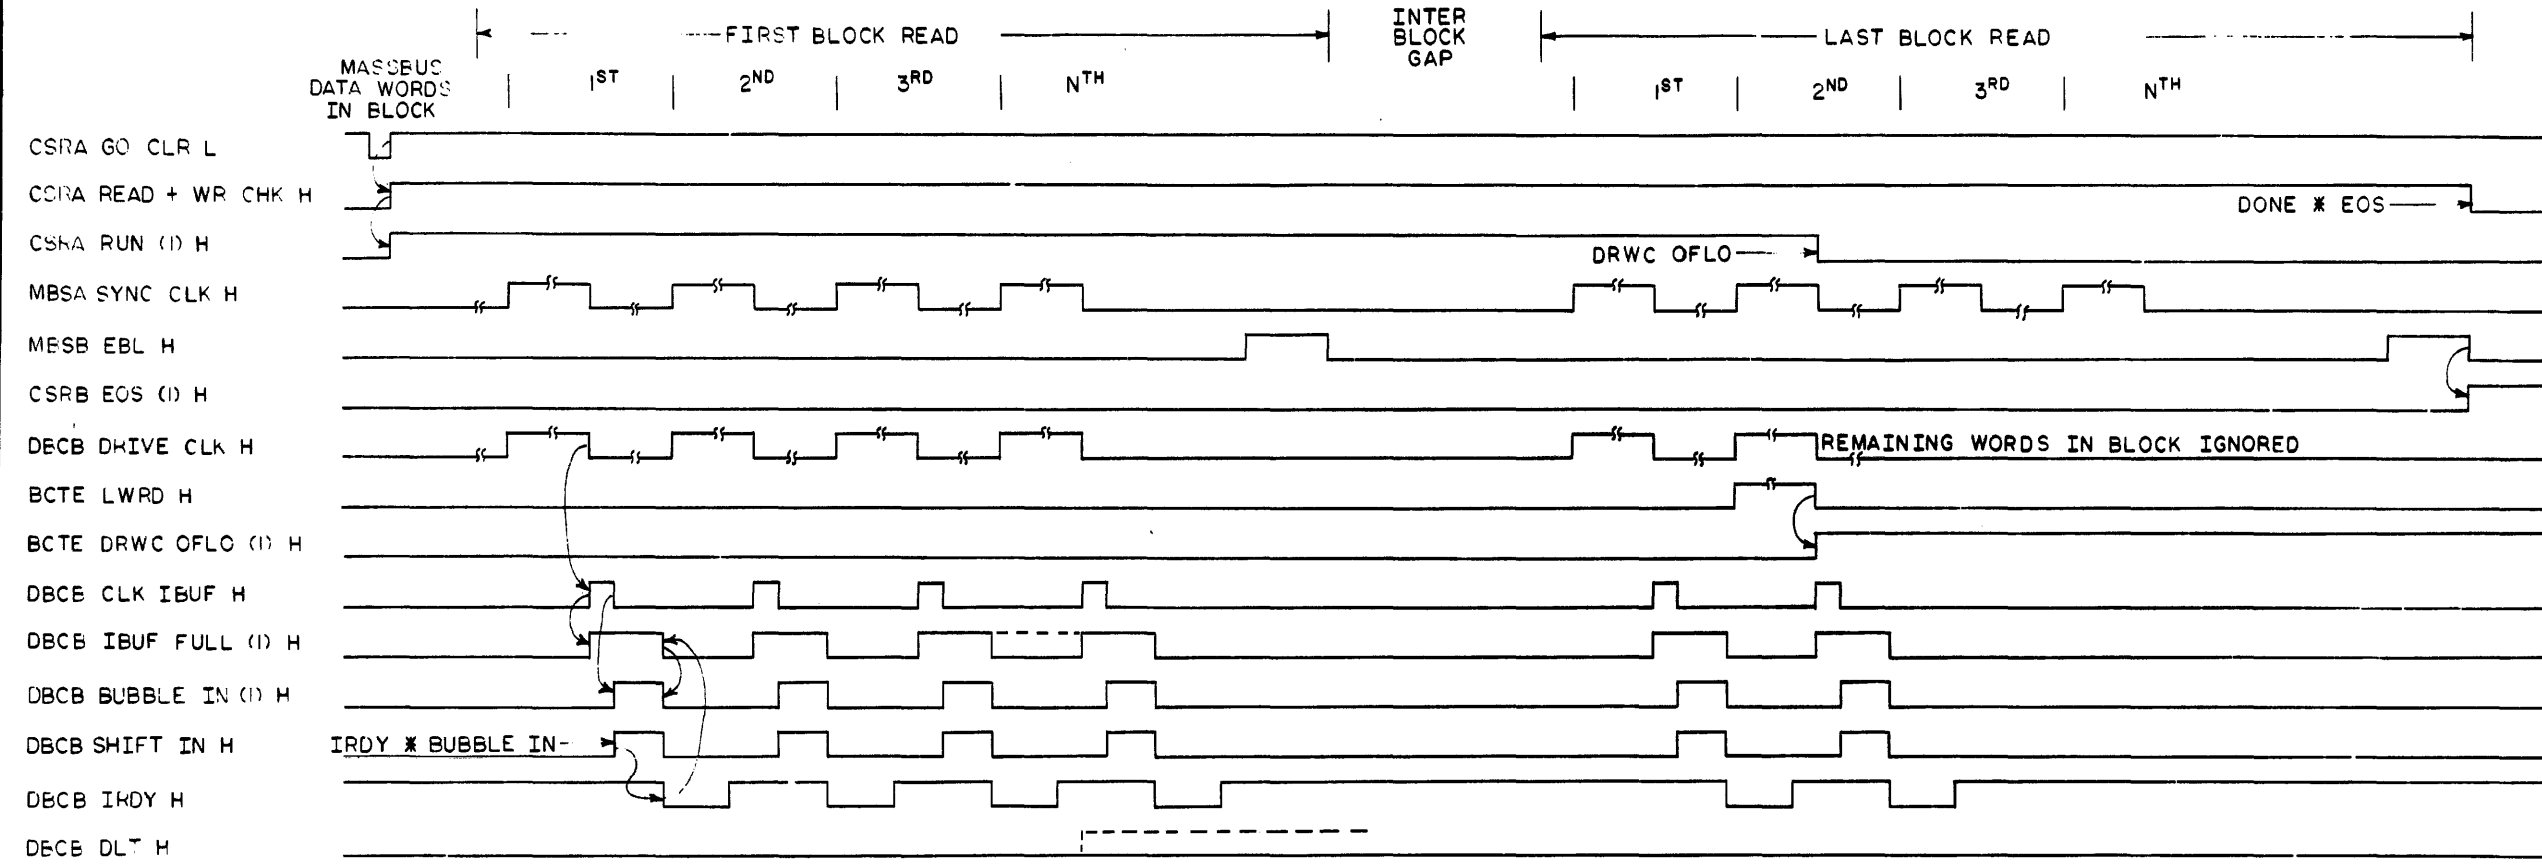 FIRST BLOCK READ
INTER
BLOCK
GAP
LAST BLOCK READ
MASSBUS
DATA WORDS
IN BLOCK
1ST 2ND 3RD NTH 1ST 2ND 3RD NTH
CSRA GO CLR L
CSRA READ + WR CHK H
DONE * EOS
CSRA RUN (1) H
DRWC OFLO
MBSA SYNC CLK H
MBSB EBL H
CSRB EOS (1) H
DBCB DRIVE CLK H
REMAINING WORDS IN BLOCK IGNORED
BCTE LWRD H
BCTE DRWC OFLO (1) H
DBCB CLK IBUF H
DBCB IBUF FULL (1) H
DBCB BUBBLE IN (1) H
DBCB SHIFT IN H
IRDY * BUBBLE IN
DBCB IRDY H
DBCB DLT H